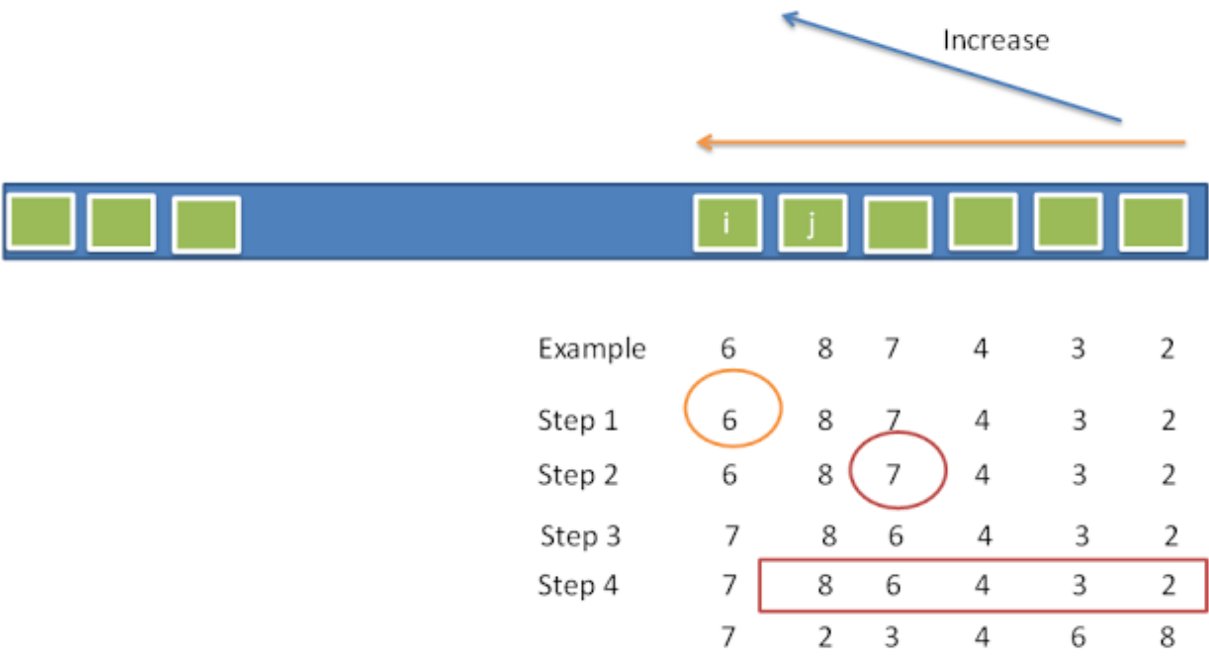 Increase
i j
Example 6 8 7 4 3 2
Step 1 6 8 7 4 3 2
Step 2 6 8 7 4 3 2
Step 3 7 8 6 4 3 2
Step 4 7 8 6 4 3 2
7 2 3 4 6 8